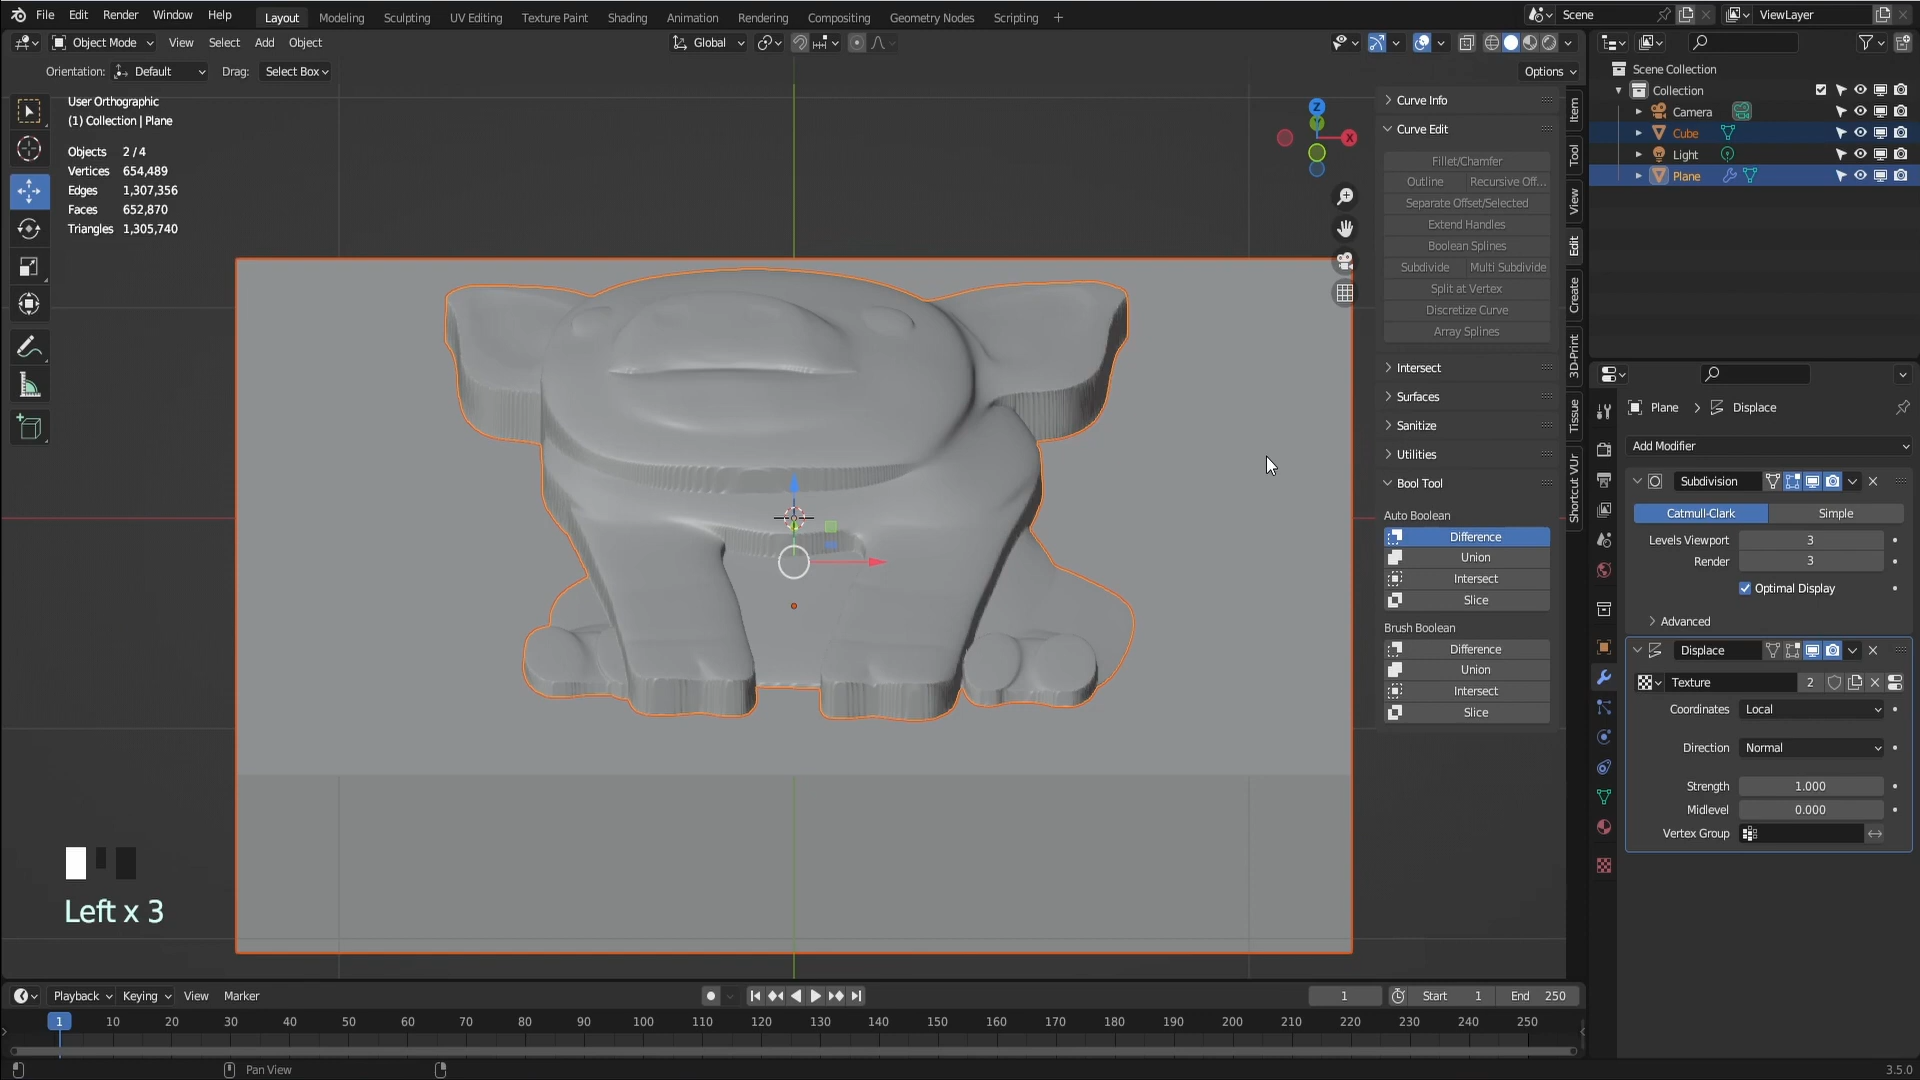 File Edit Render Window Help Layout Modeling Sculpting UV Editing Texture Paint Shading Animation Rendering Compositing Geometry Nodes Scripting + Scene ViewLayer
Object Mode View Select Add Object Global
Orientation: Default Drag: Select Box Options
User Orthographic
(1) Collection | Plane
Objects 2 / 4
Vertices 654,489
Edges 1,307,356
Faces 652,870
Triangles 1,305,740
Z
X
Curve Info
Curve Edit
Fillet/Chamfer
Outline Recursive Off...
Separate Offset/Selected
Extend Handles
Boolean Splines
Subdivide Multi Subdivide
Split at Vertex
Discretize Curve
Array Splines
Intersect
Surfaces
Sanitize
Utilities
Bool Tool
Auto Boolean
Difference
Union
Intersect
Slice
Brush Boolean
Difference
Union
Intersect
Slice
Item
Tool
View
Edit
Create
3D-Print
Tissue
Shortcut VUr
Scene Collection
Collection
Camera
Cube
Light
Plane
Plane > Displace
Add Modifier
Subdivision
Catmull-Clark Simple
Levels Viewport 3
Render 3
Optimal Display
Advanced
Displace
Texture 2
Coordinates Local
Direction Normal
Strength 1.000
Midlevel 0.000
Vertex Group
Left x 3
Playback Keying View Marker 1 Start 1 End 250
1 10 20 30 40 50 60 70 80 90 100 110 120 130 140 150 160 170 180 190 200 210 220 230 240 250
Pan View 3.5.0